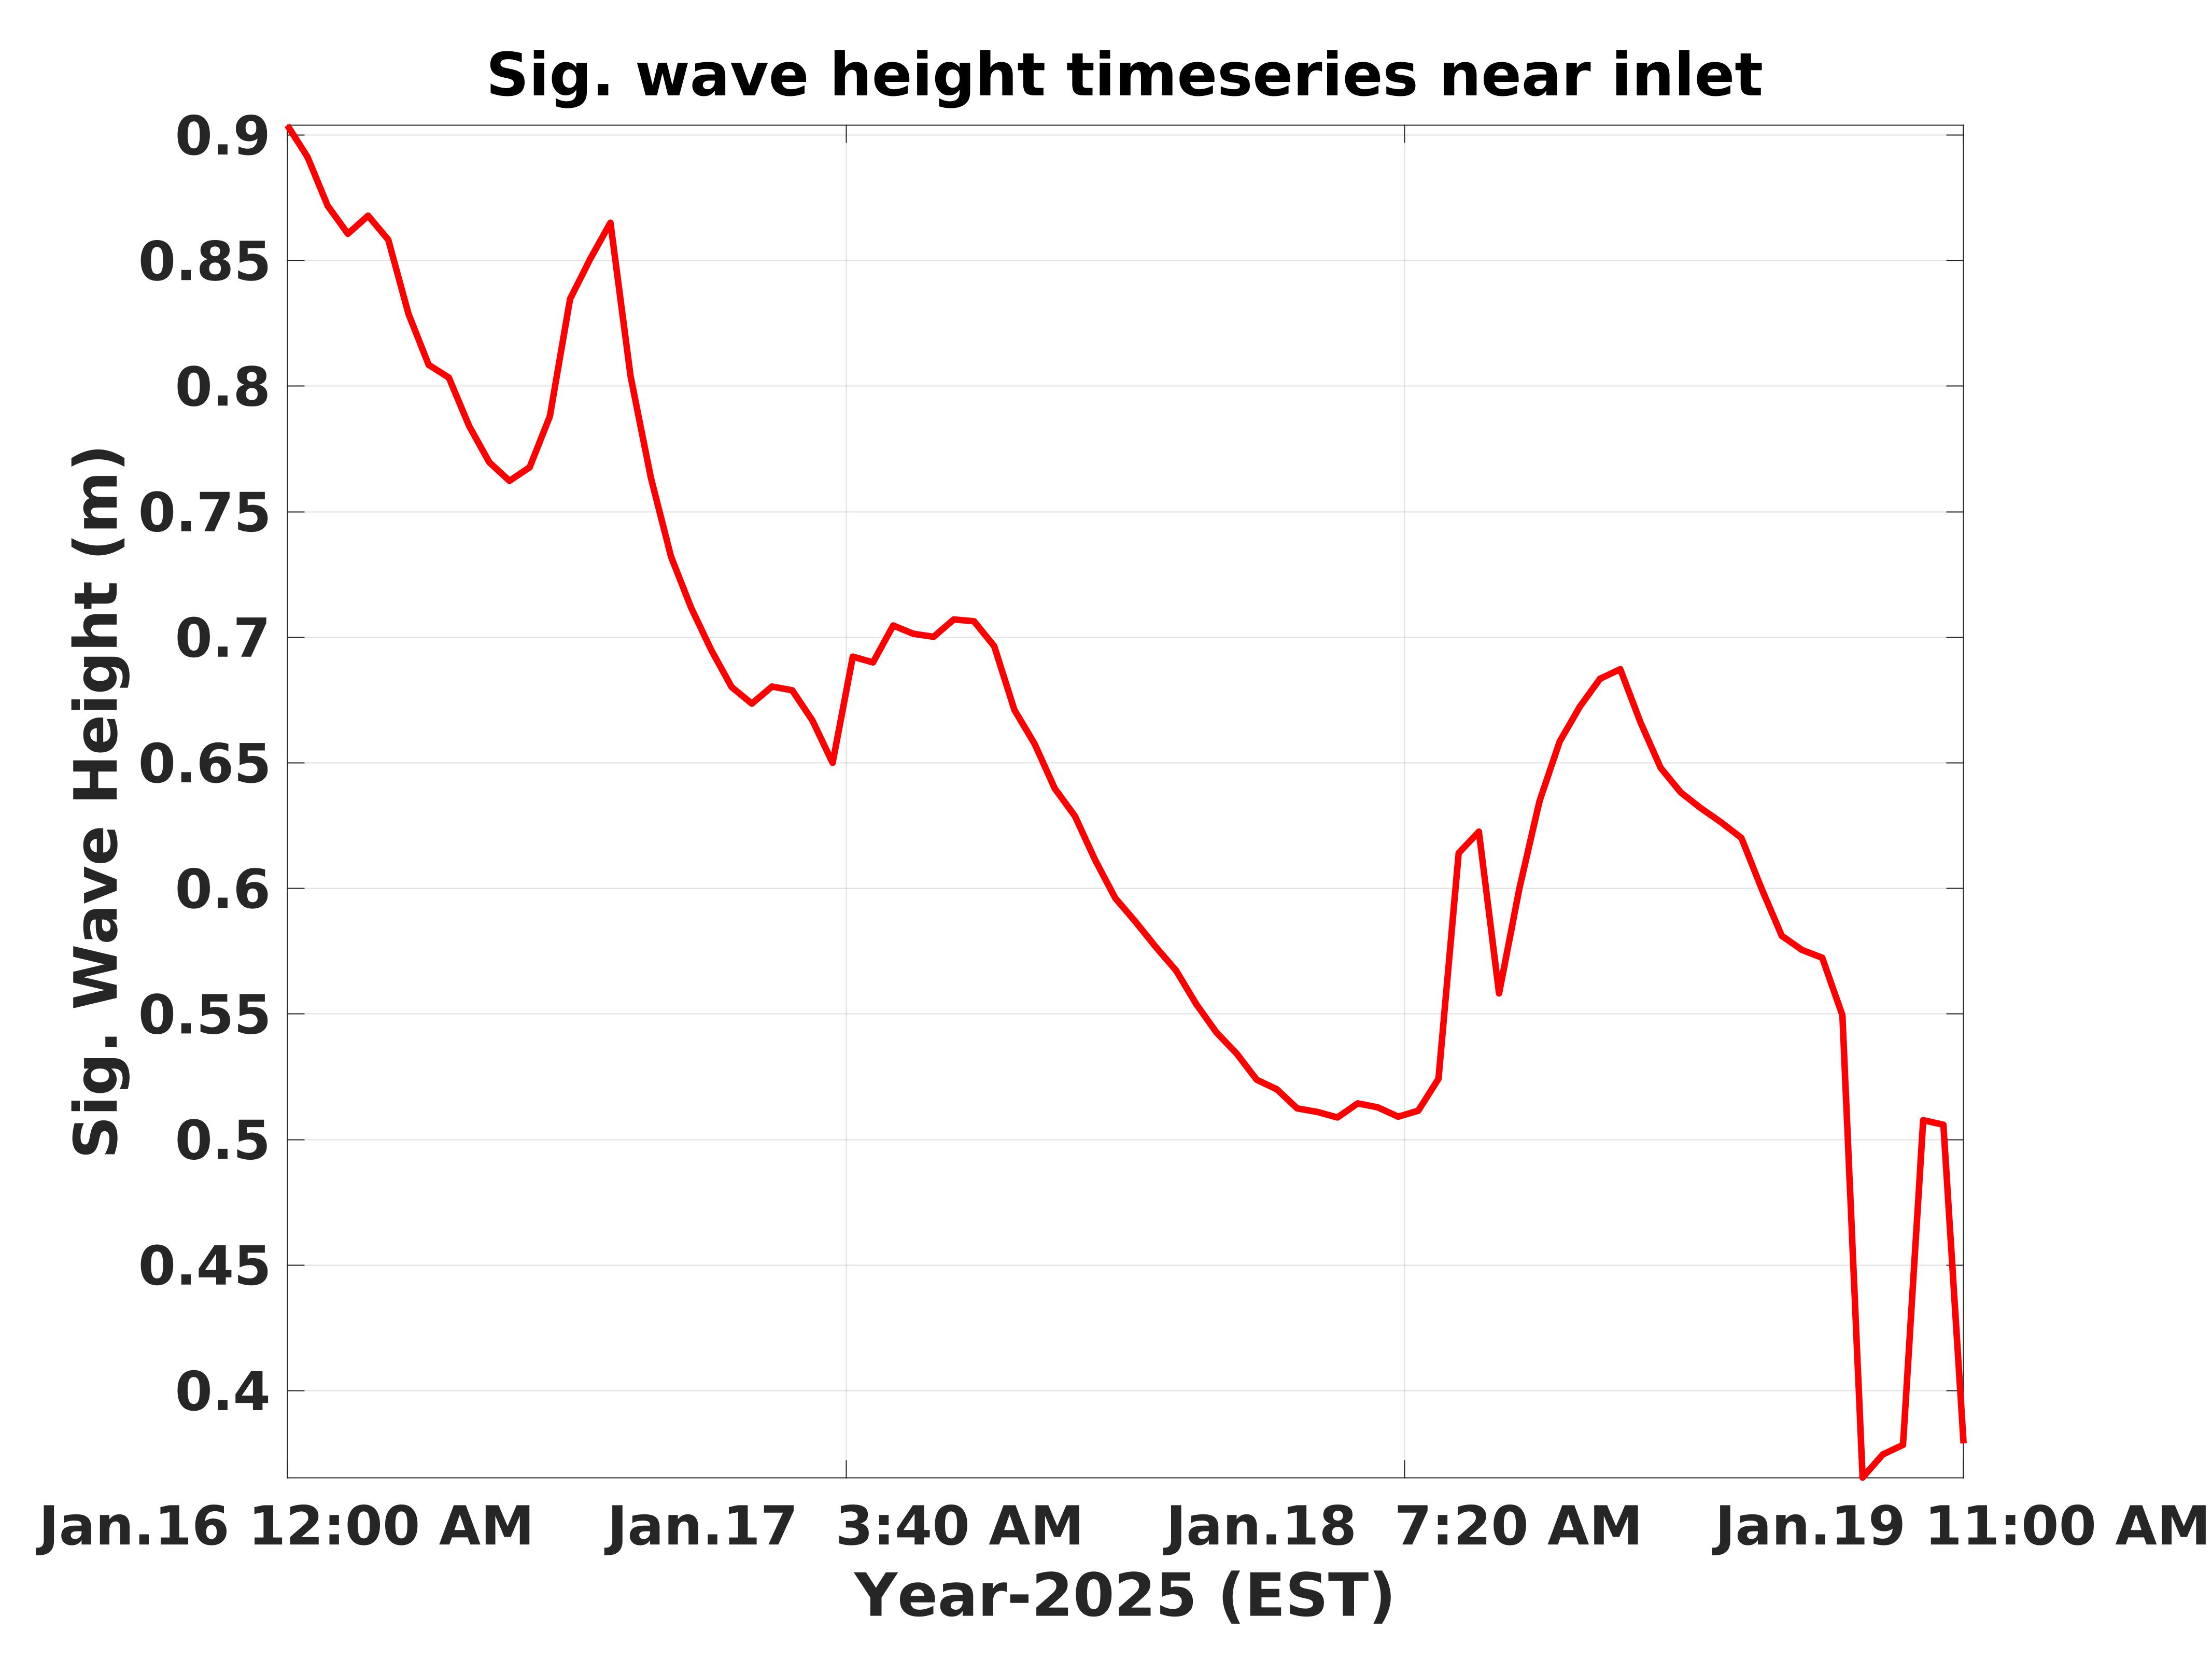 Sig. wave height timeseries near inlet
0.9
0.85
0.8
0.75
0.7
0.65
0.6
0.55
0.5
0.45
0.4
Sig. Wave Height (m)
Jan.16 12:00 AM Jan.17 3:40 AM Jan.18 7:20 AM Jan.19 11:00 AM
Year-2025 (EST)